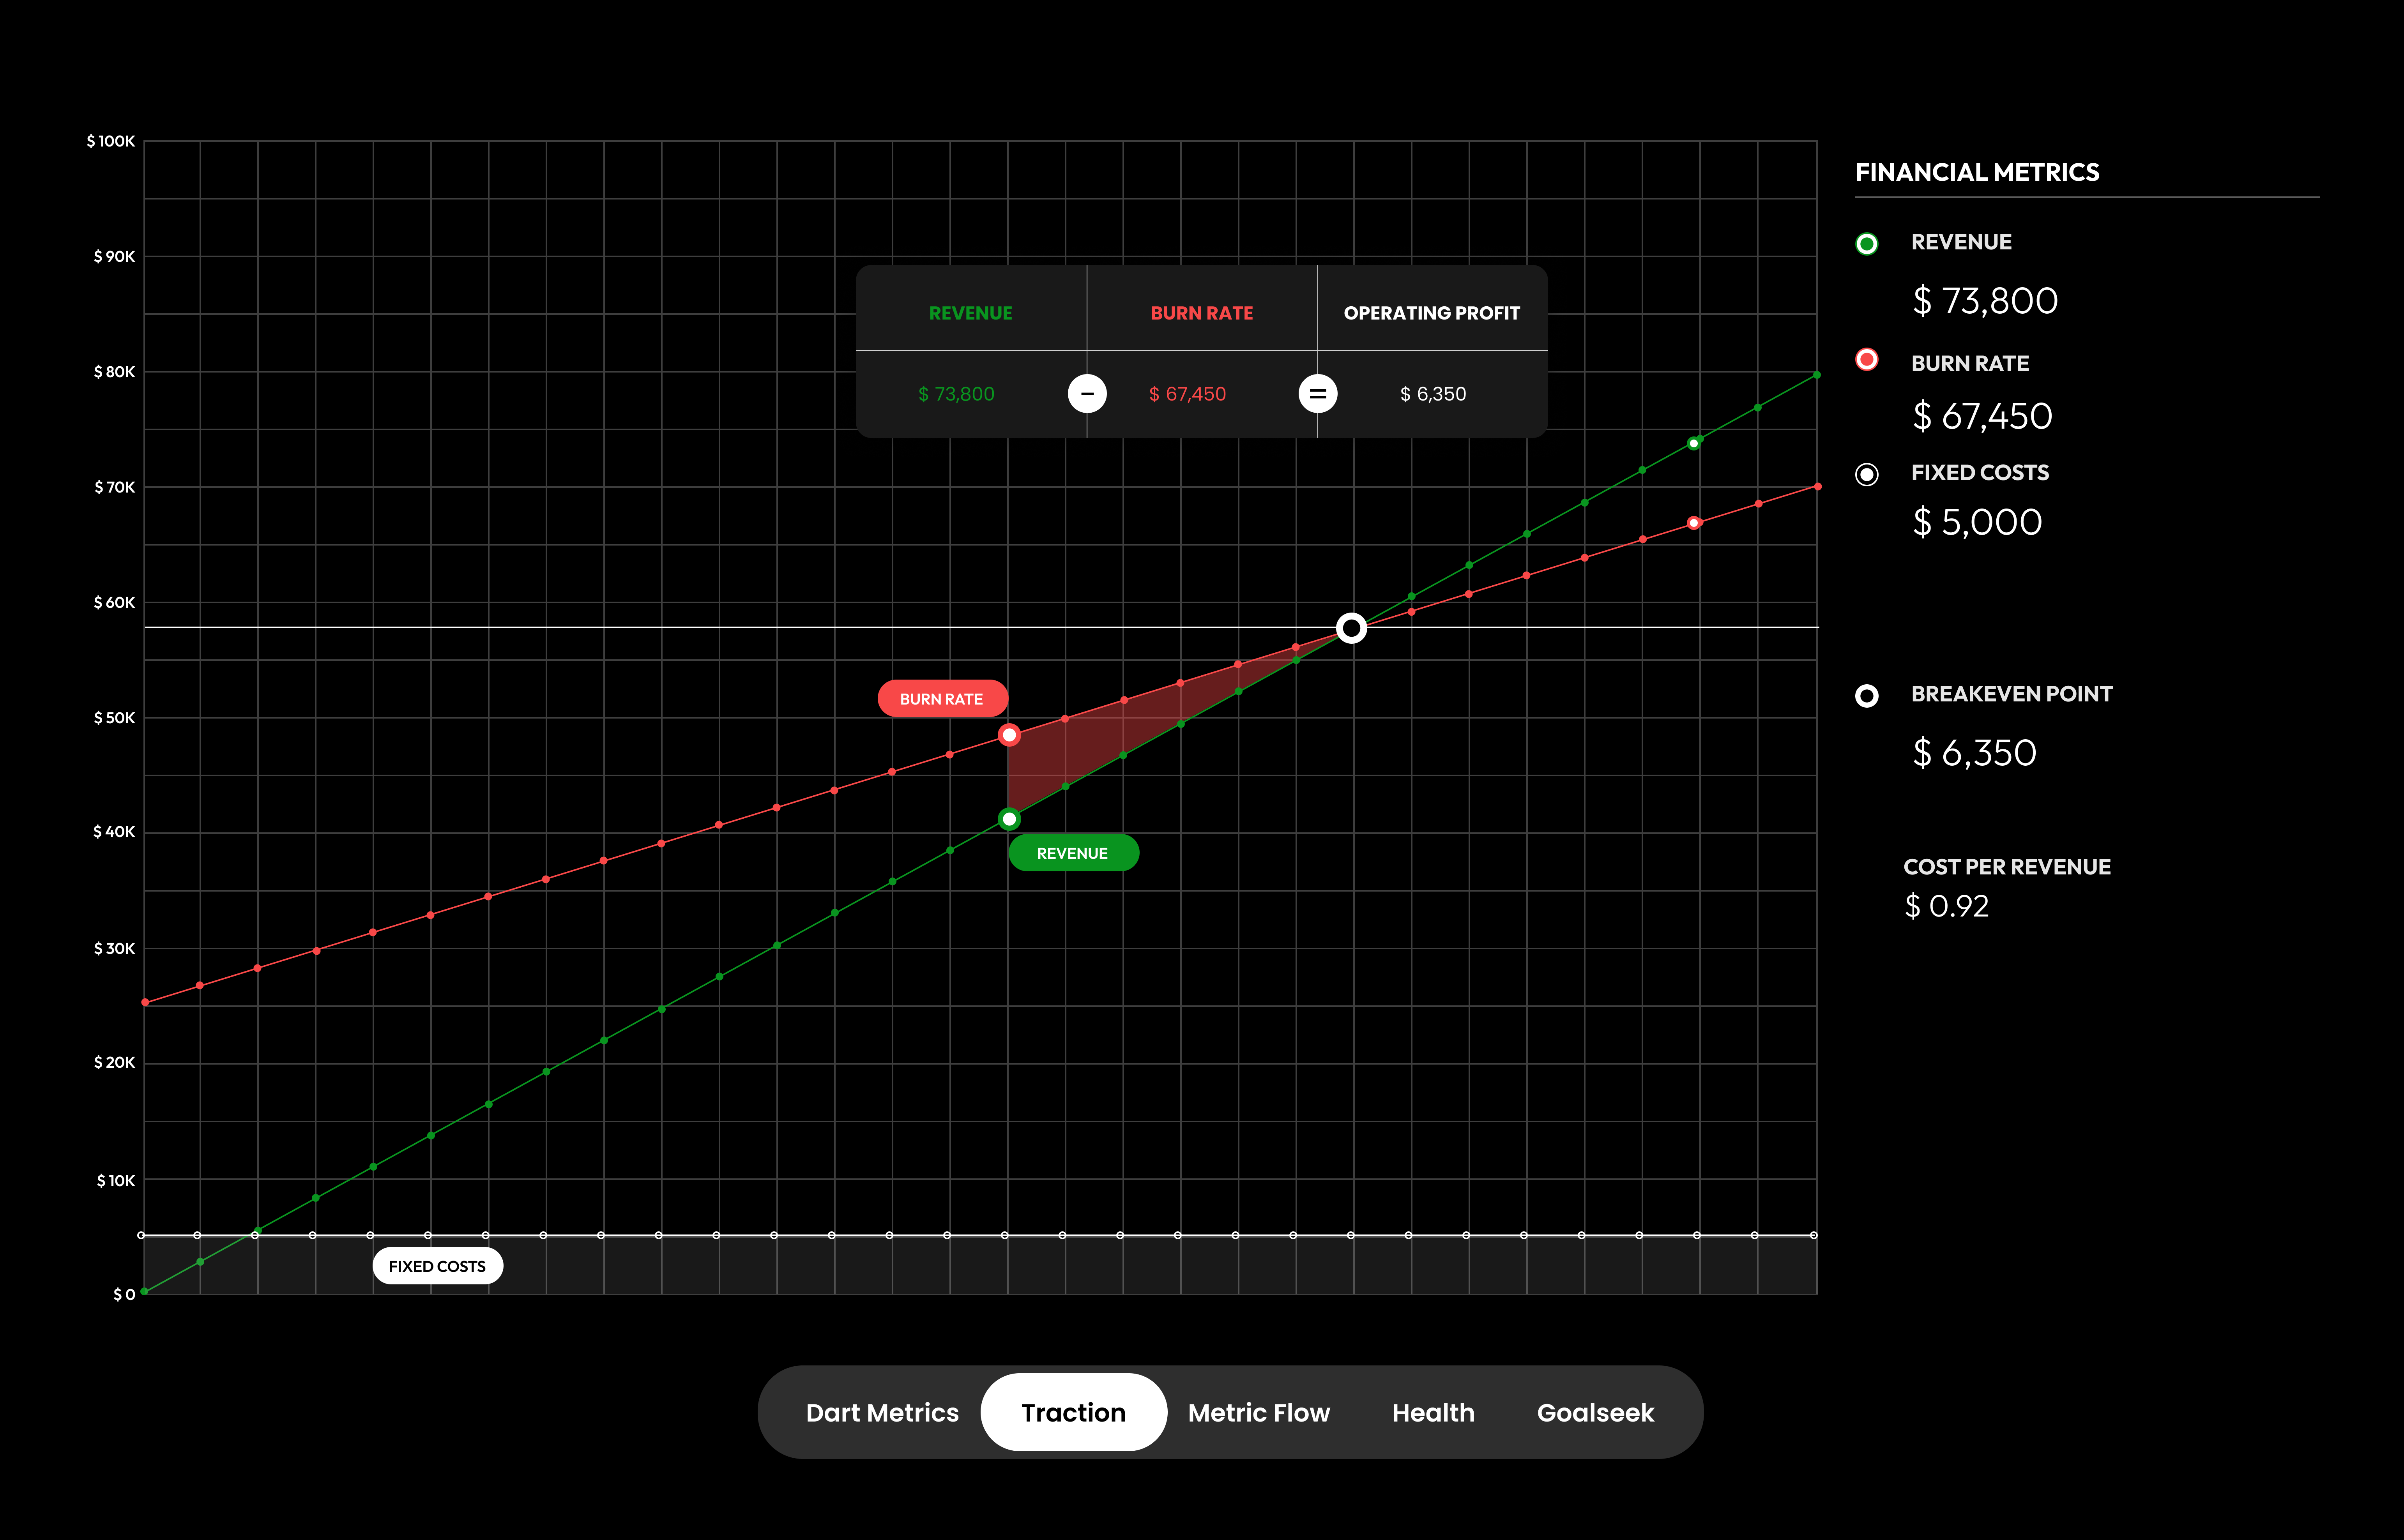 $ 100K
$ 90K
$ 80K
$ 70K
$ 60K
$ 50K
$ 40K
$ 30K
$ 20K
$ 10K
$ 0
REVENUE
BURN RATE
OPERATING PROFIT
$ 73,800
−
$ 67,450
=
$ 6,350
BURN RATE
REVENUE
FIXED COSTS
FINANCIAL METRICS
REVENUE
$ 73,800
BURN RATE
$ 67,450
FIXED COSTS
$ 5,000
BREAKEVEN POINT
$ 6,350
COST PER REVENUE
$ 0.92
Dart Metrics
Traction
Metric Flow
Health
Goalseek